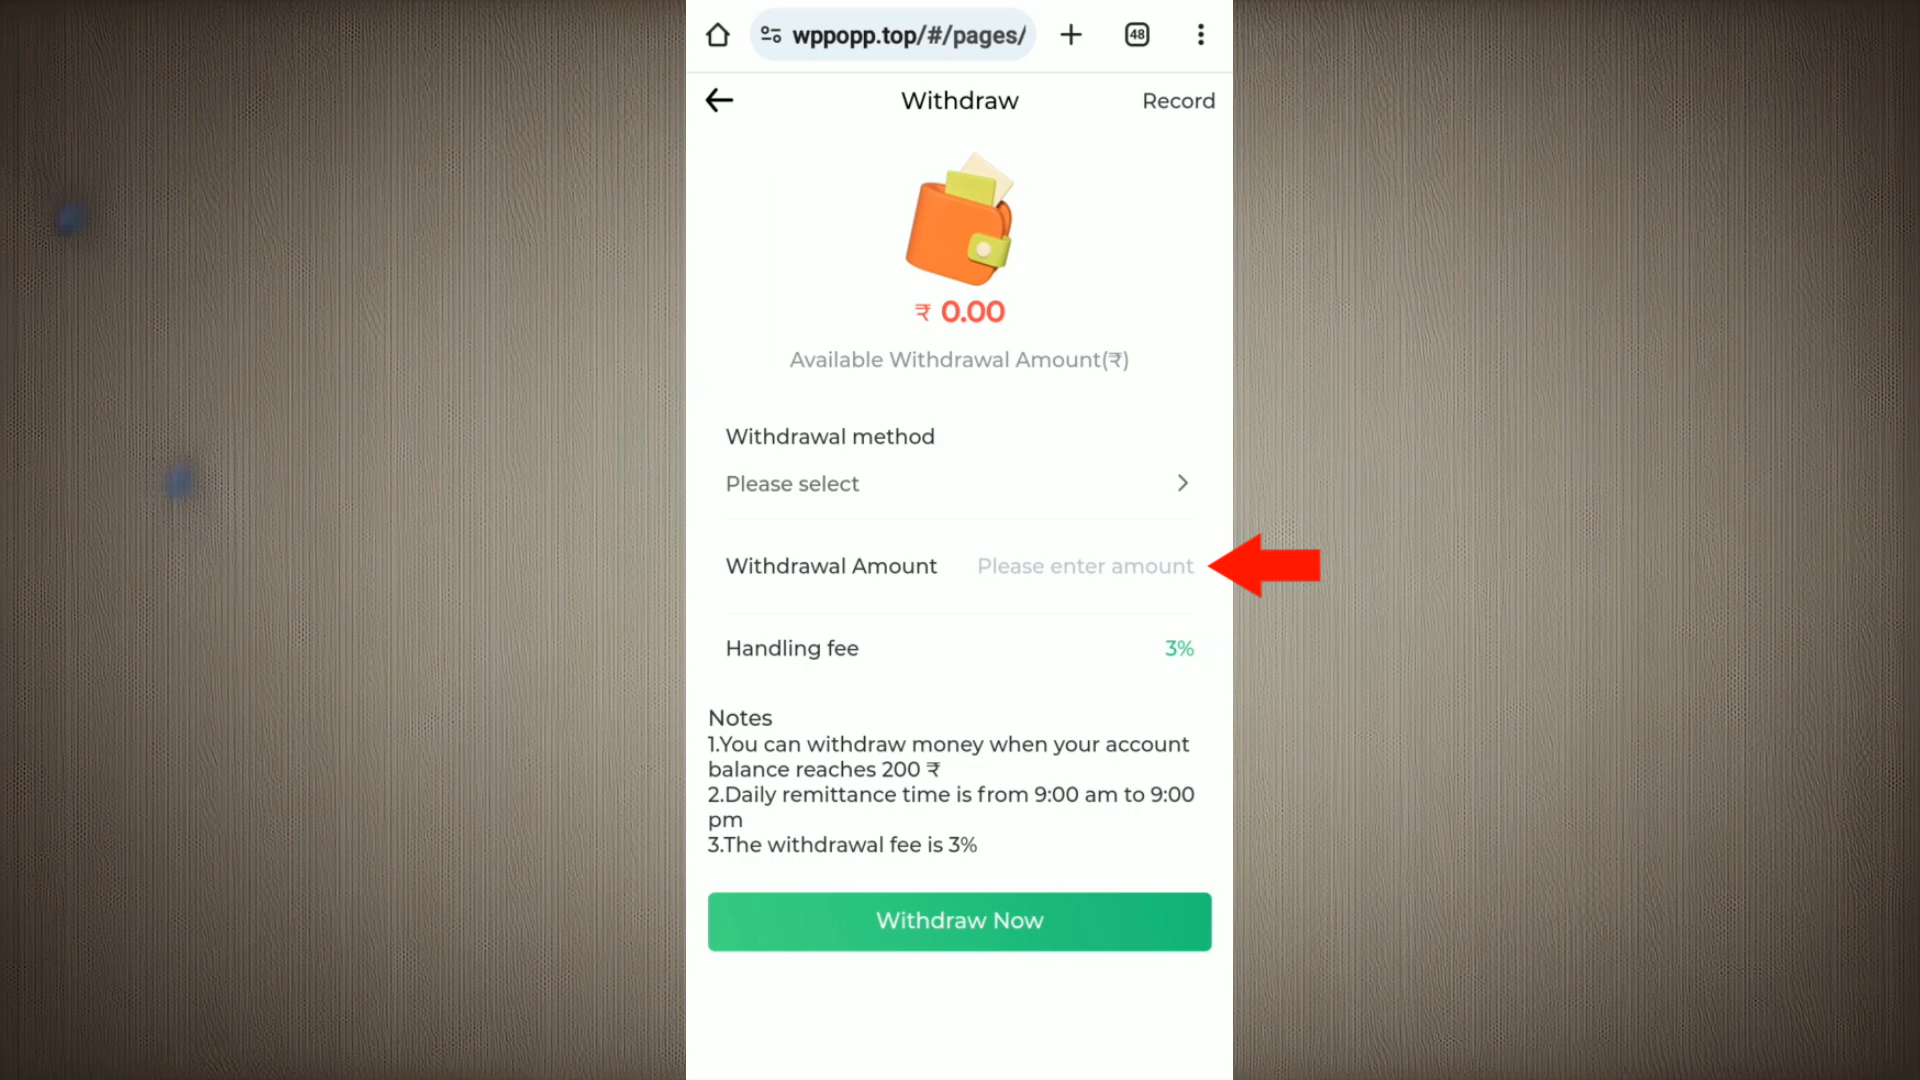 wppopp.top/#/pages/
48
Withdraw
Record
₹ 0.00
Available Withdrawal Amount(₹)
Withdrawal method
Please select
Withdrawal Amount Please enter amount
Handling fee 3%
Notes
1.You can withdraw money when your account
balance reaches 200 ₹
2.Daily remittance time is from 9:00 am to 9:00
pm
3.The withdrawal fee is 3%
Withdraw Now